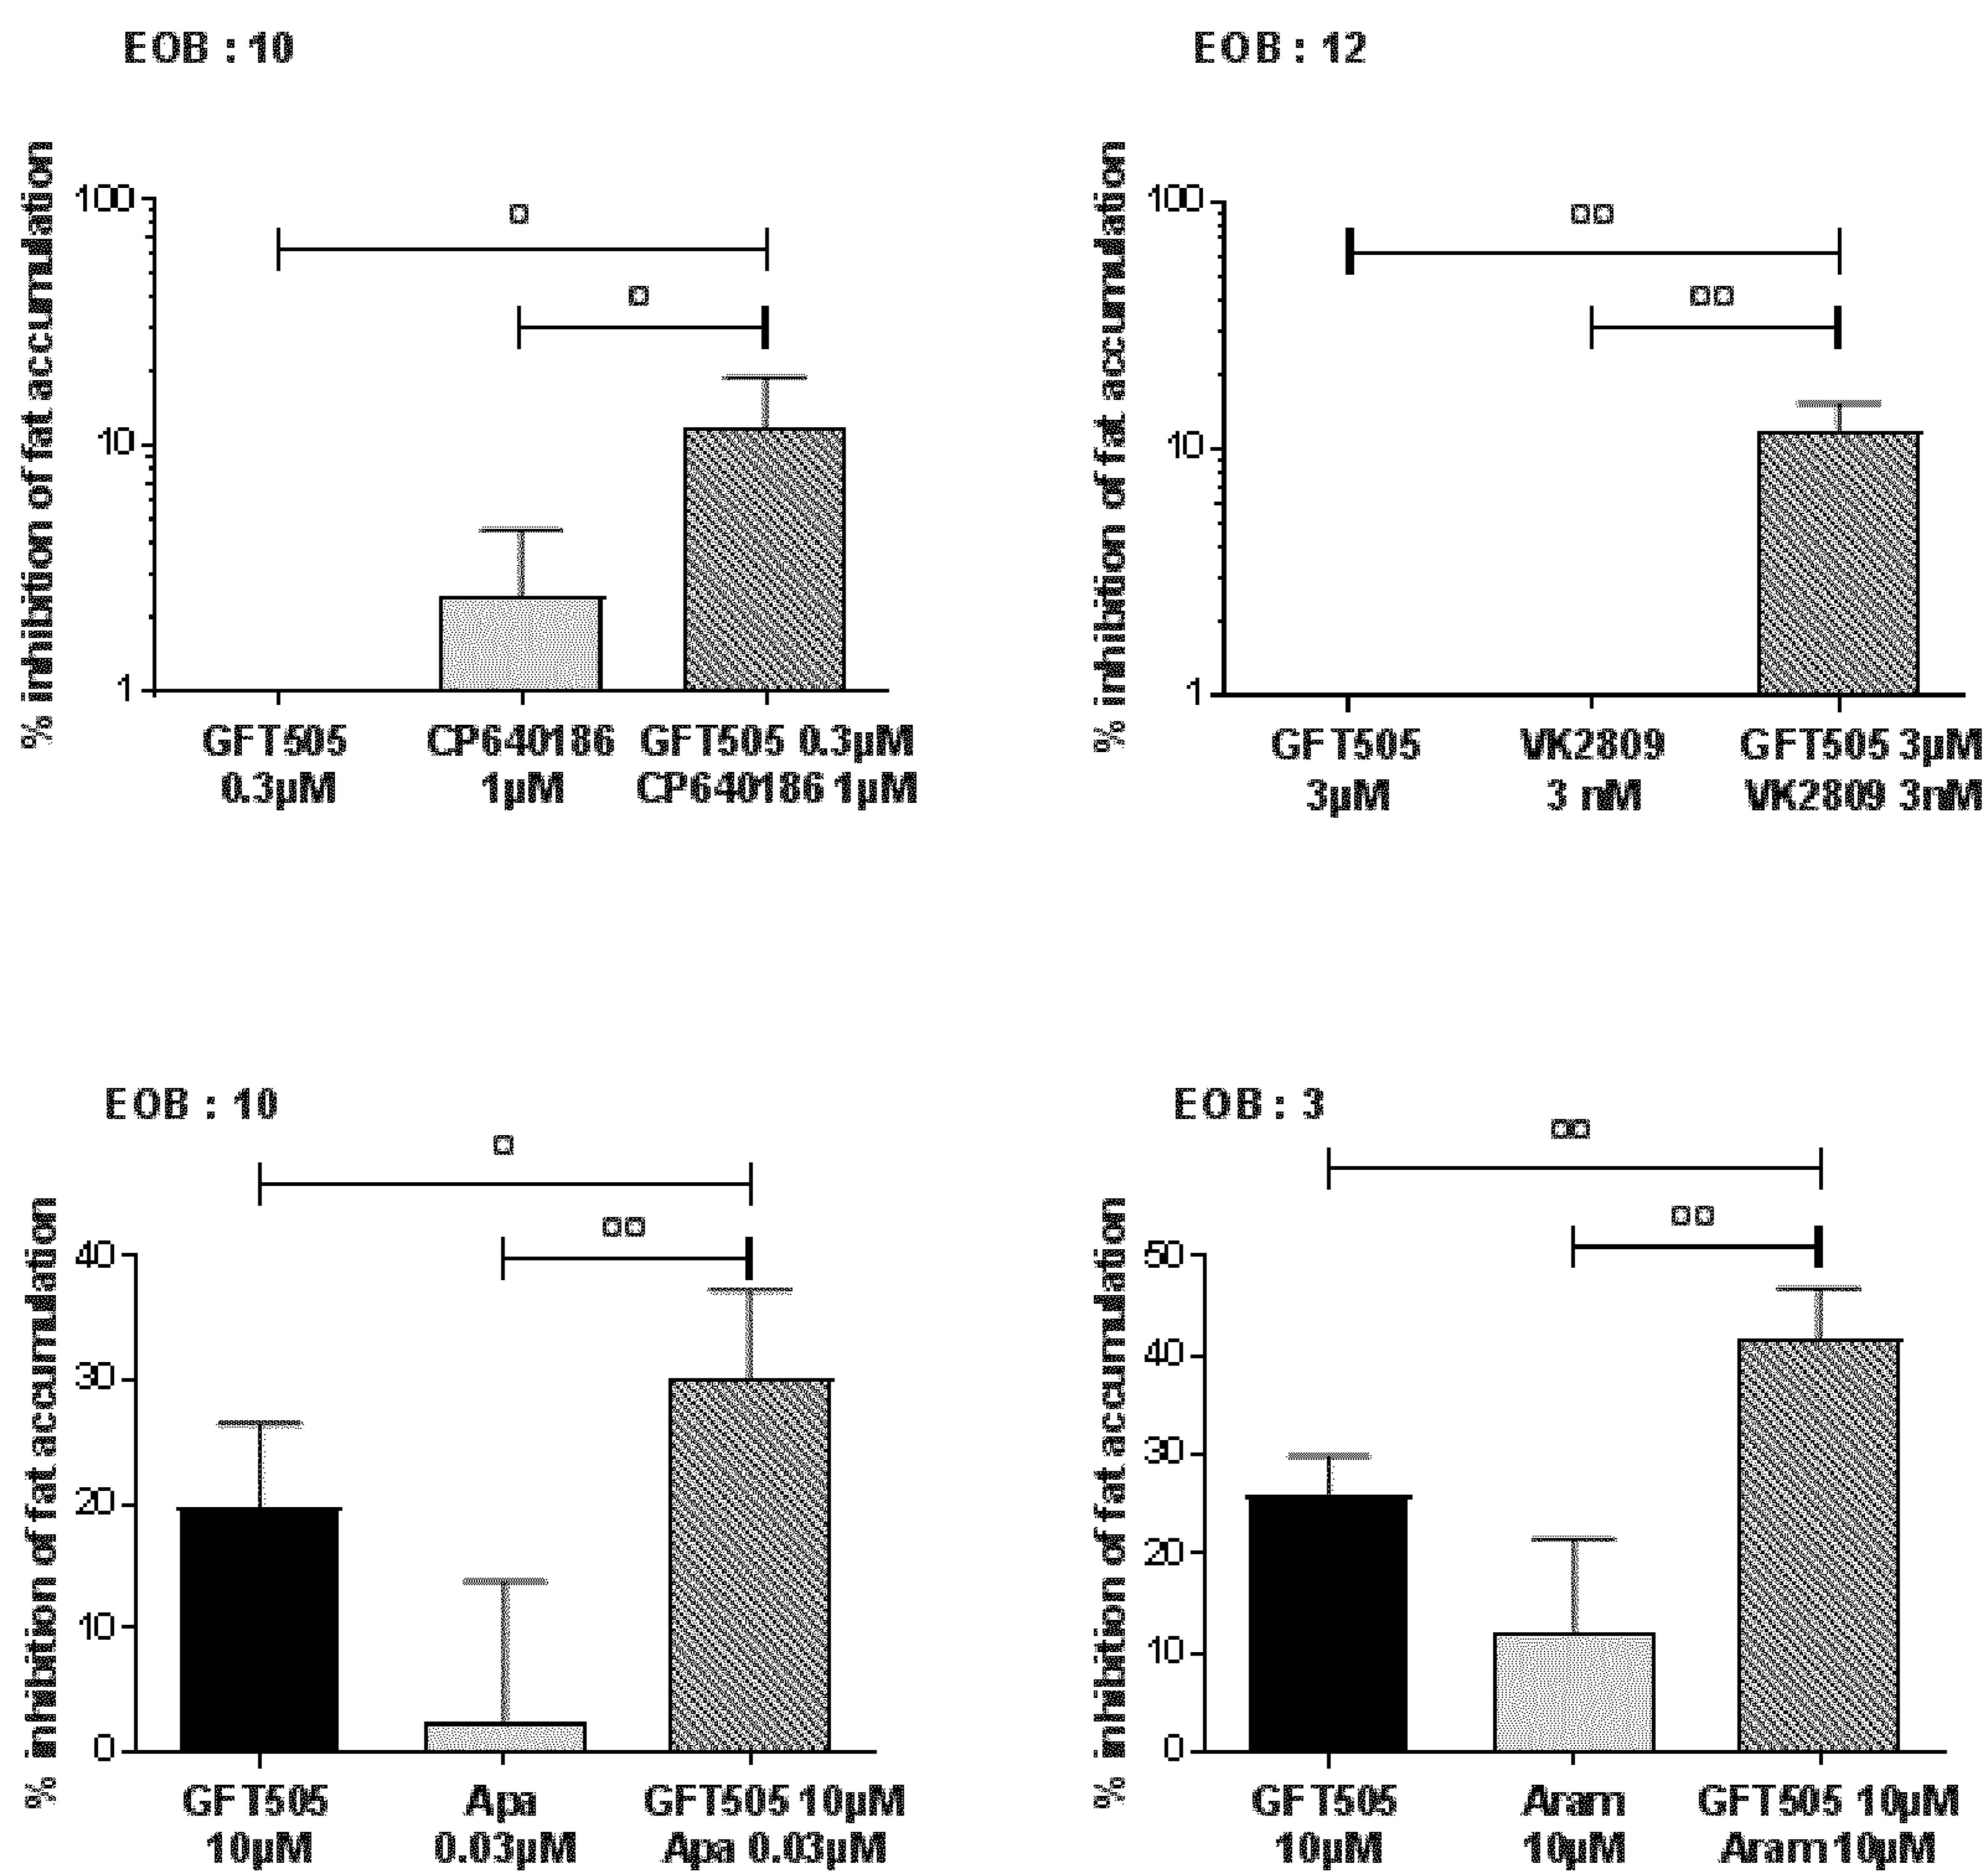 EOB : 10
% inhibition of fat accumulation
100
10
1
GFT505 CP640186 GFT505 0.3µM
0.3µM 1µM CP640186 1µM
EOB : 12
% inhibition of fat accumulation
100
10
1
GFT505 VK2809 GFT505 3µM
3µM 3 nM VK2809 3nM
EOB : 10
% inhibition of fat accumulation
40
30
20
10
0
GFT505 Apa GFT505 10µM
10µM 0.03µM Apa 0.03µM
EOB : 3
% inhibition of fat accumulation
50
40
30
20
10
0
GFT505 Aram GFT505 10µM
10µM 10µM Aram 10µM